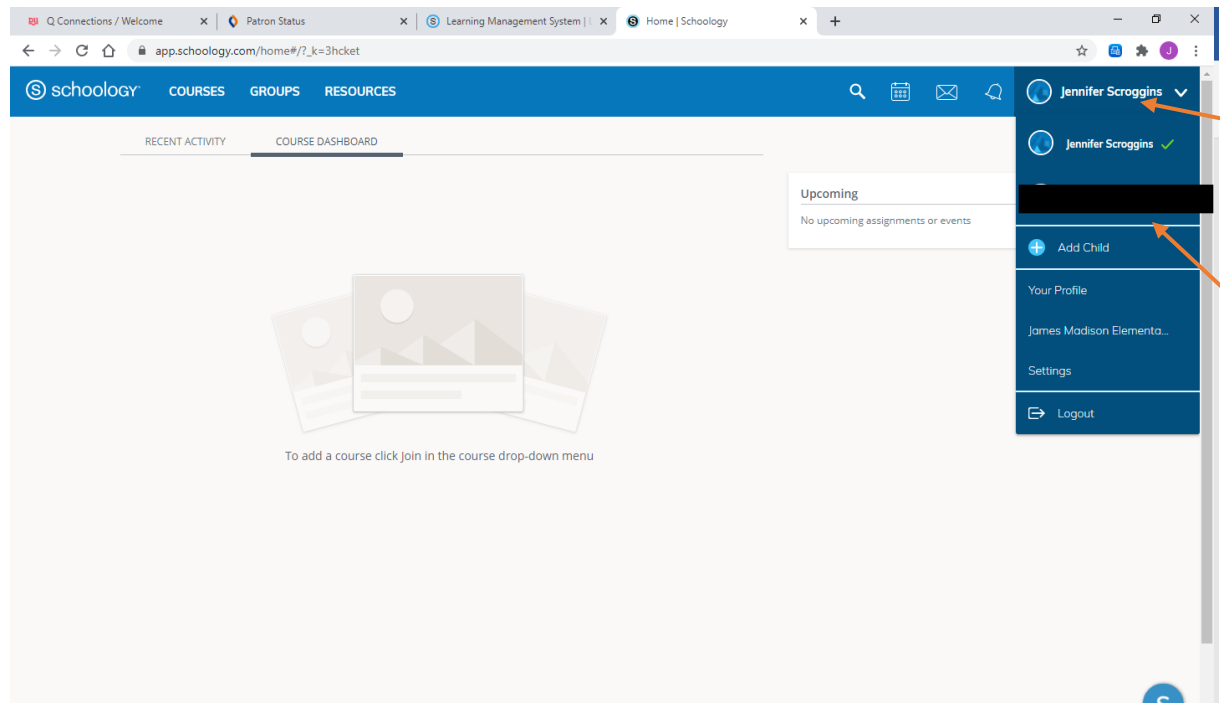 Q Connections / Welcome
Patron Status
Learning Management System |
Home | Schoology
app.schoology.com/home#/?_k=3hcket
J
S schoology COURSES GROUPS RESOURCES
Jennifer Scroggins
RECENT ACTIVITY COURSE DASHBOARD
Jennifer Scroggins
Upcoming
No upcoming assignments or events
Add Child
Your Profile
James Madison Elementa...
Settings
Logout
To add a course click Join in the course drop-down menu
S